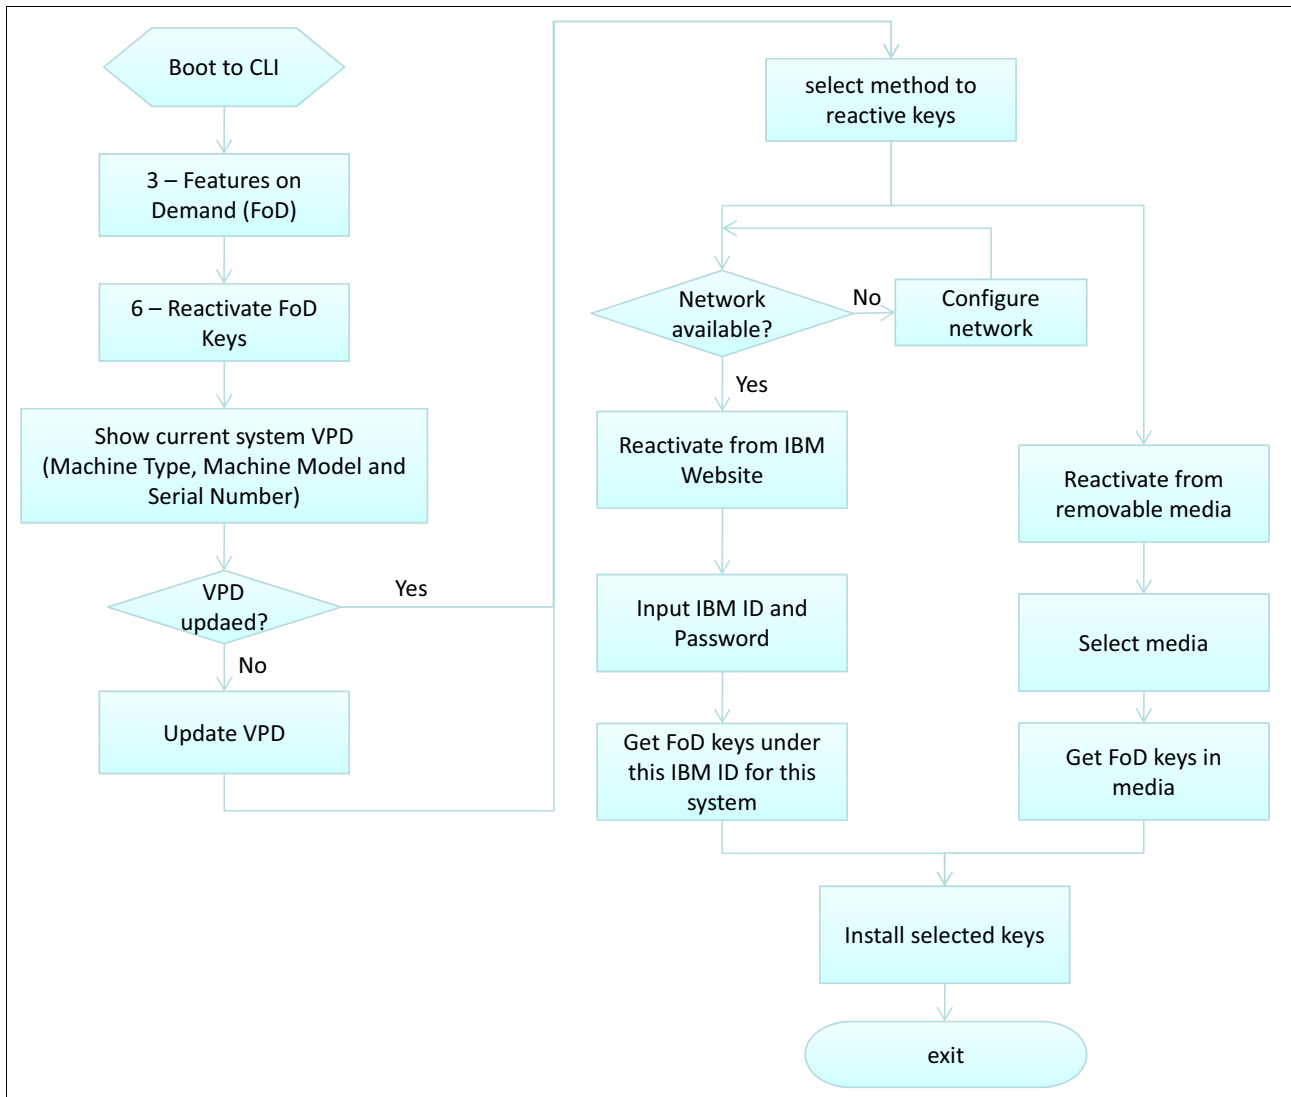 Boot to CLI
3 – Features on
Demand (FoD)
6 – Reactivate FoD
Keys
Show current system VPD
(Machine Type, Machine Model and
Serial Number)
VPD
updaed?
Yes
No
Update VPD
select method to
reactive keys
Network
available?
No
Configure
network
Yes
Reactivate from IBM
Website
Input IBM ID and
Password
Get FoD keys under
this IBM ID for this
system
Reactivate from
removable media
Select media
Get FoD keys in
media
Install selected keys
exit